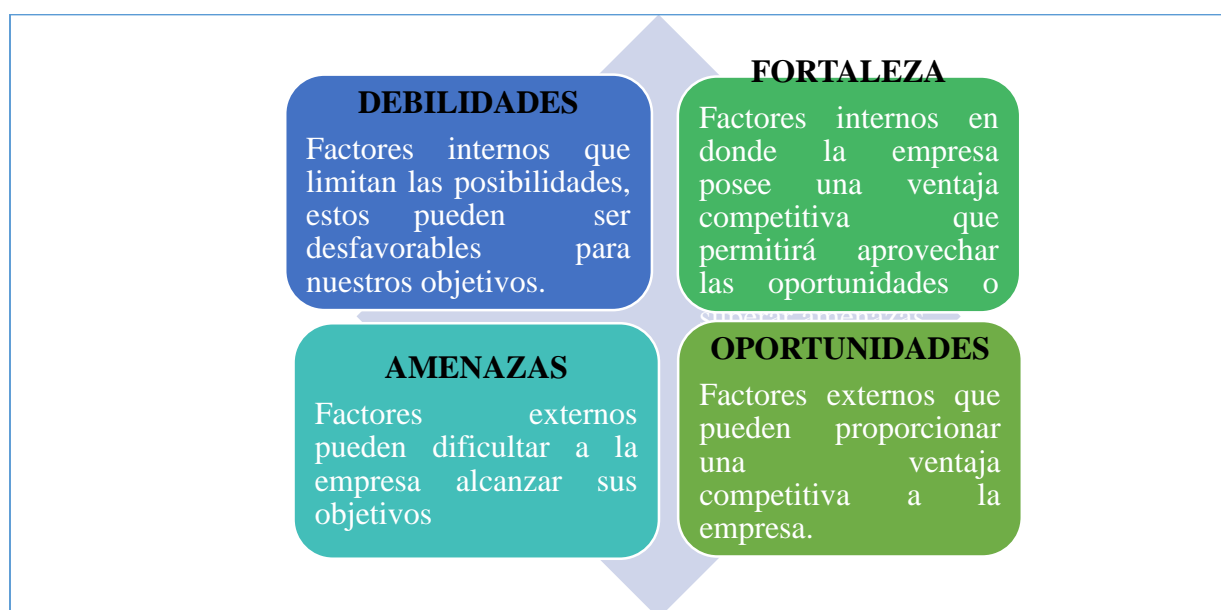 DEBILIDADES
Factores internos que
limitan las posibilidades,
estos pueden ser
desfavorables para
nuestros objetivos.
FORTALEZA
Factores internos en
donde la empresa
posee una ventaja
competitiva que
permitirá aprovechar
las oportunidades o
superar amenazas
AMENAZAS
Factores externos
pueden dificultar a la
empresa alcanzar sus
objetivos
OPORTUNIDADES
Factores externos que
pueden proporcionar
una ventaja
competitiva a la
empresa.